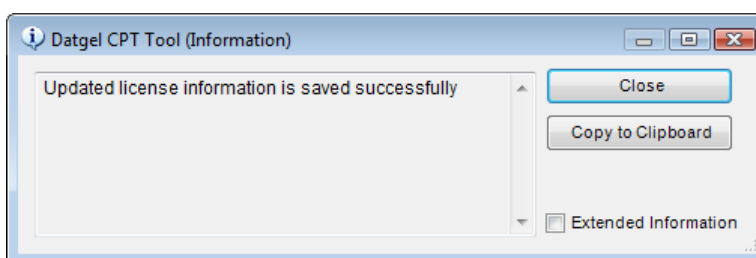 Datgel CPT Tool (Information)
Updated license information is saved successfully
Close
Copy to Clipboard
Extended Information